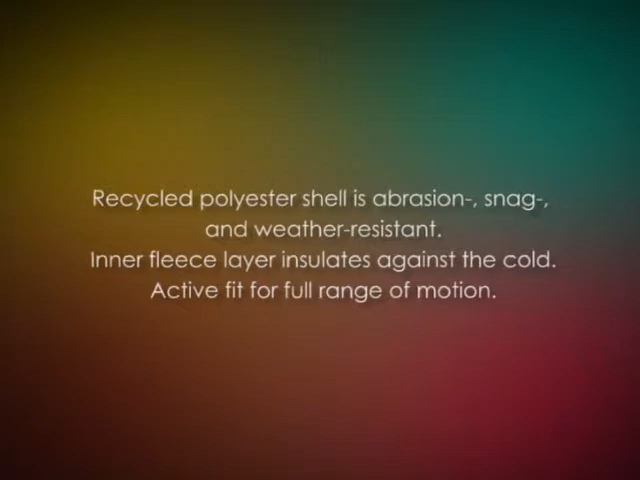 Recycled polyester shell is abrasion-, snag-,
and weather-resistant.
Inner fleece layer insulates against the cold.
Active fit for full range of motion.